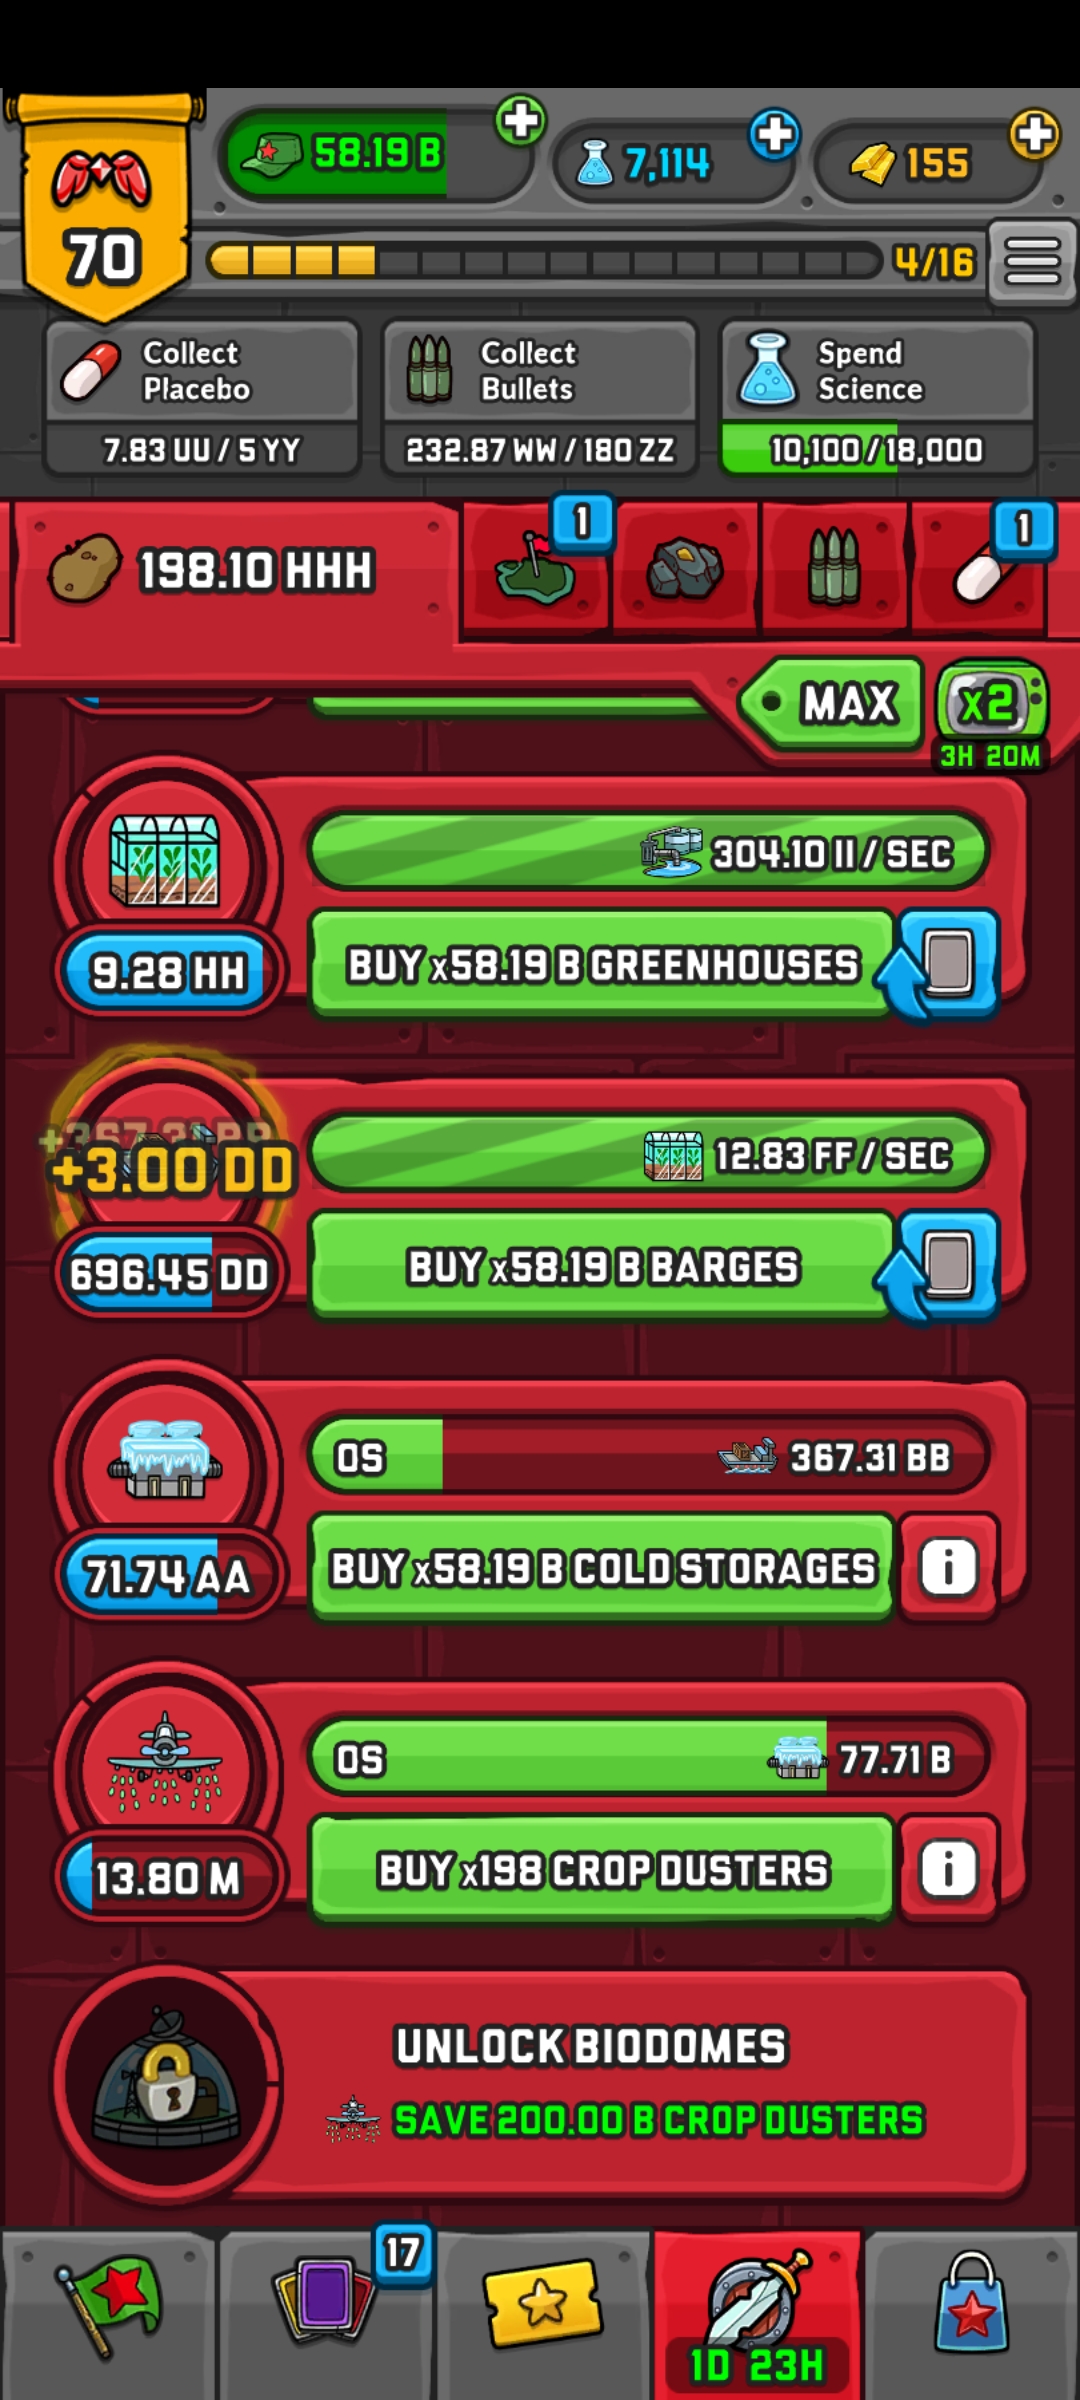 58.19 B
7,114
155
70
4/16
Collect
Placebo
7.83 UU / 5 YY
Collect
Bullets
232.87 WW / 180 ZZ
Spend
Science
10,100 / 18,000
198.10 HHH
1
1
MAX
x2
3H 20M
304.10 II / SEC
9.28 HH
BUY x58.19 B GREENHOUSES
+367.31 BB
+3.00 DD
12.83 FF / SEC
696.45 DD
BUY x58.19 B BARGES
0S
367.31 BB
71.74 AA
BUY x58.19 B COLD STORAGES
i
0S
77.71 B
13.80 M
BUY x198 CROP DUSTERS
i
UNLOCK BIODOMES
SAVE 200.00 B CROP DUSTERS
17
1D 23H